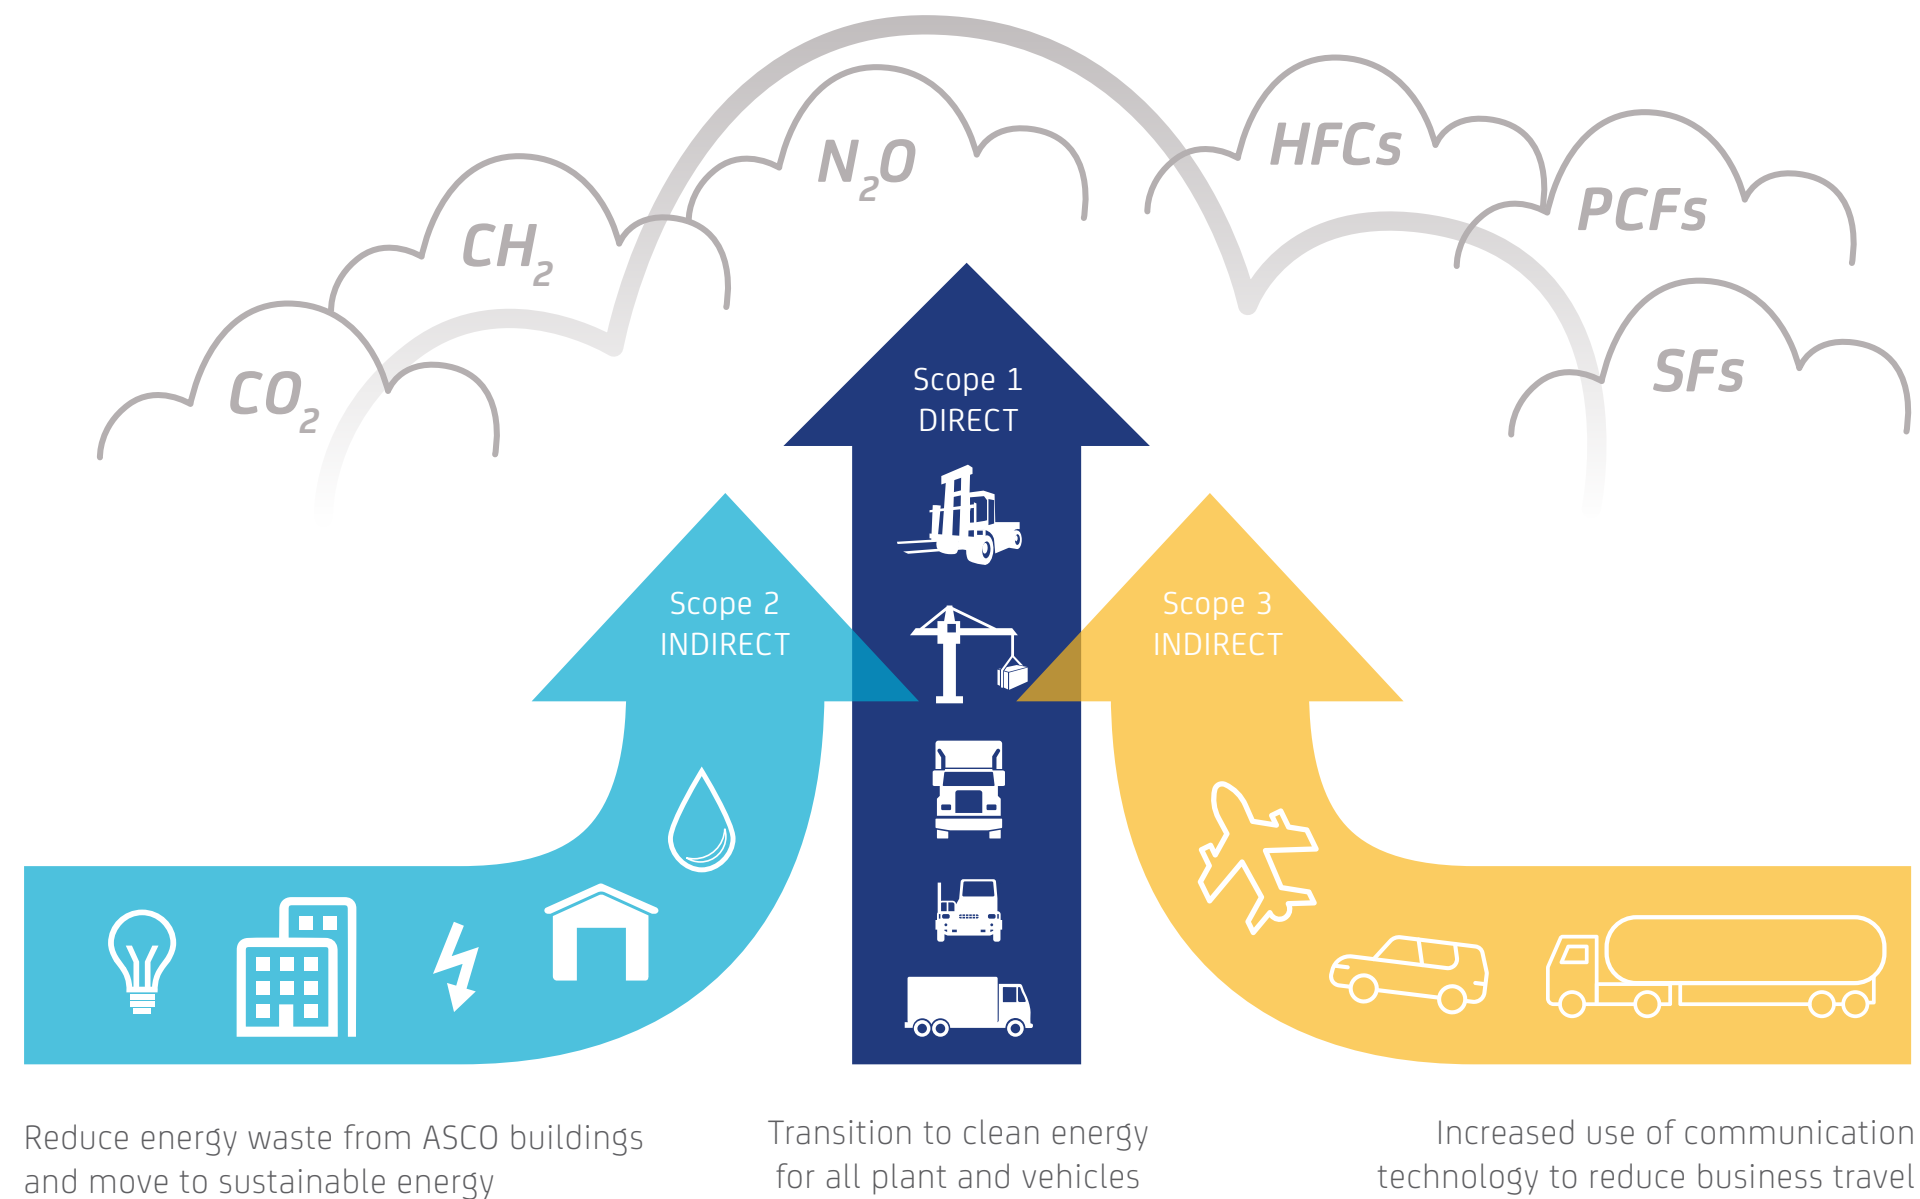 N₂O
HFCs
PCFs
CH₂
SFs
CO₂
Scope 1
DIRECT
Scope 2
INDIRECT
Scope 3
INDIRECT
Reduce energy waste from ASCO buildings
and move to sustainable energy
Transition to clean energy
for all plant and vehicles
Increased use of communication
technology to reduce business travel